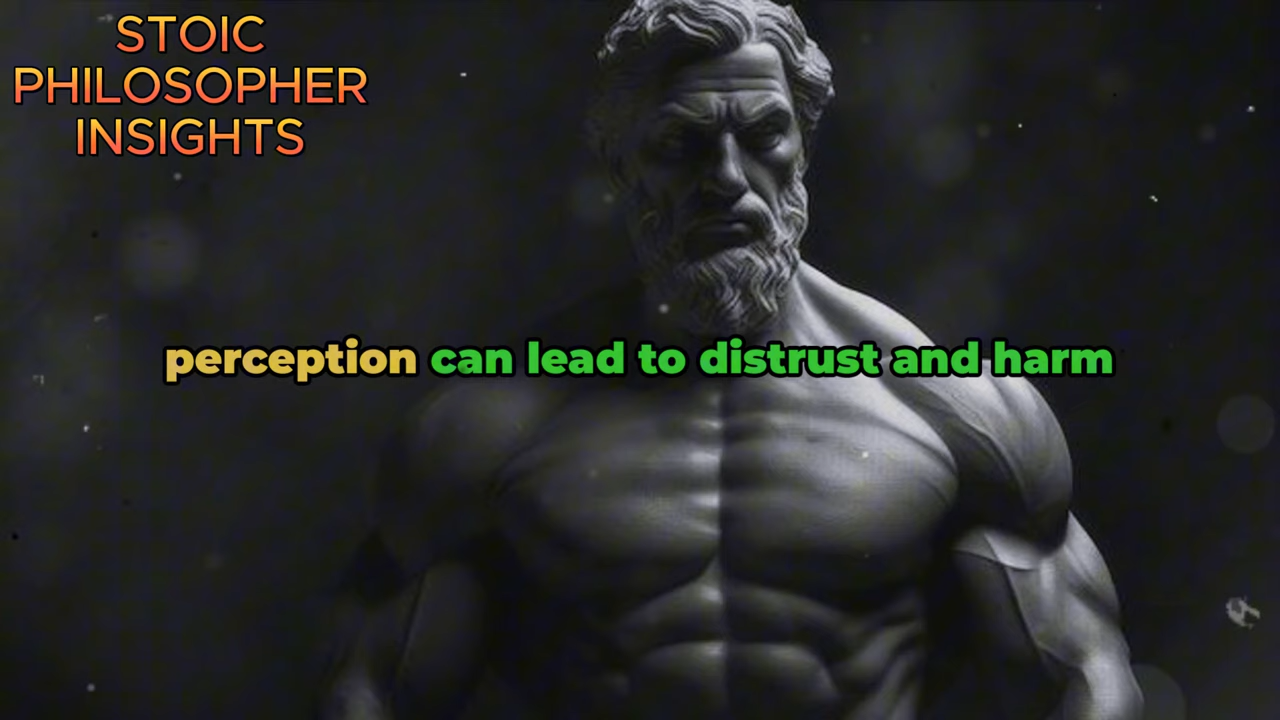 STOIC
PHILOSOPHER
INSIGHTS
perception can lead to distrust and harm